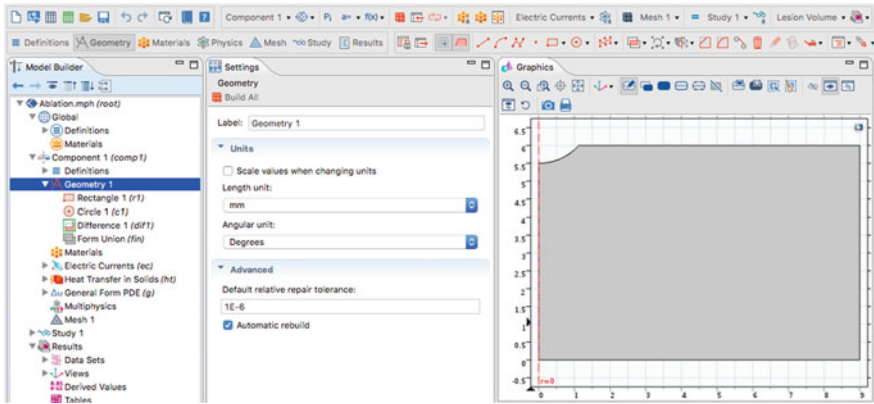 Component 1
Pi
a=
f(x)
Electric Currents
Mesh 1
Study 1
Lesion Volume
Definitions
Geometry
Materials
Physics
Mesh
Study
Results
Model Builder
Ablation.mph (root)
Global
Definitions
Materials
Component 1 (comp1)
Definitions
Geometry 1
Rectangle 1 (r1)
Circle 1 (c1)
Difference 1 (dif1)
Form Union (fin)
Materials
Electric Currents (ec)
Heat Transfer in Solids (ht)
General Form PDE (g)
Multiphysics
Mesh 1
Study 1
Results
Data Sets
Views
Derived Values
Tables
Settings
Geometry
Build All
Label: Geometry 1
Units
Scale values when changing units
Length unit:
mm
Angular unit:
Degrees
Advanced
Default relative repair tolerance:
1E-6
Automatic rebuild
Graphics
6.5
6
5.5
5
4.5
4
3.5
3
2.5
2
1.5
1
0.5
0
-0.5
r=0
0 1 2 3 4 5 6 7 8 9